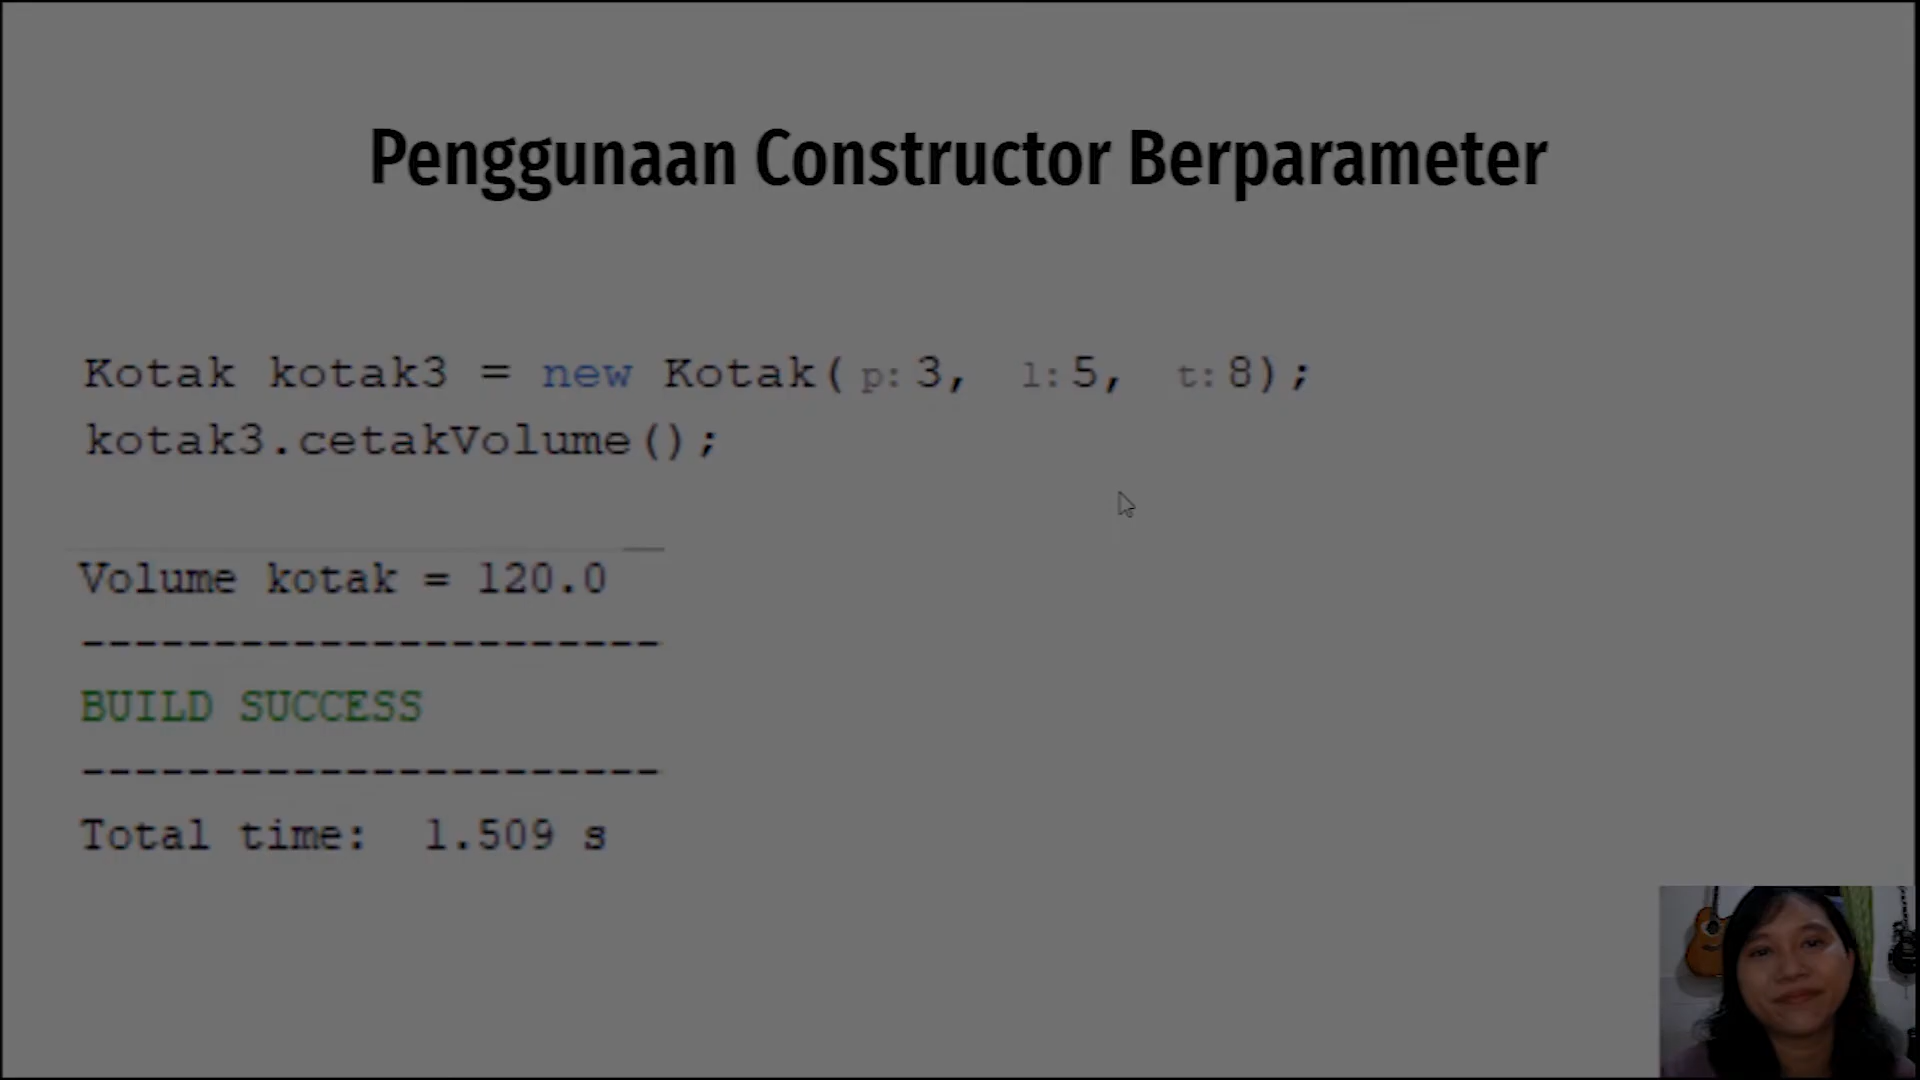 Penggunaan Constructor Berparameter
Kotak kotak3 = new Kotak( p: 3, l: 5, t: 8);
kotak3.cetakVolume();
Volume kotak = 120.0
----------------------
BUILD SUCCESS
----------------------
Total time:  1.509 s